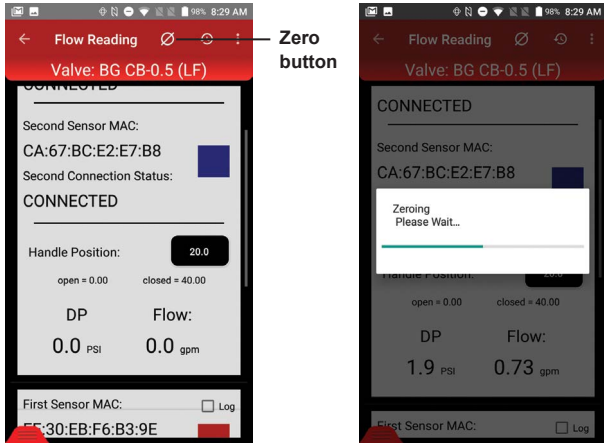 98% 8:29 AM
Flow Reading
Valve: BG CB-0.5 (LF)
CONNECTED
Second Sensor MAC:
CA:67:BC:E2:E7:B8
Second Connection Status:
CONNECTED
Handle Position: 20.0
open = 0.00 closed = 40.00
DP Flow:
0.0 PSI 0.0 gpm
First Sensor MAC: Log
EE:30:EB:F6:B3:9E
Zero
button
98% 8:29 AM
Flow Reading
Valve: BG CB-0.5 (LF)
CONNECTED
Second Sensor MAC:
CA:67:BC:E2:E7:B8
Zeroing
Please Wait...
Handle Position: 20.0
open = 0.00 closed = 40.00
DP Flow:
1.9 PSI 0.73 gpm
First Sensor MAC: Log